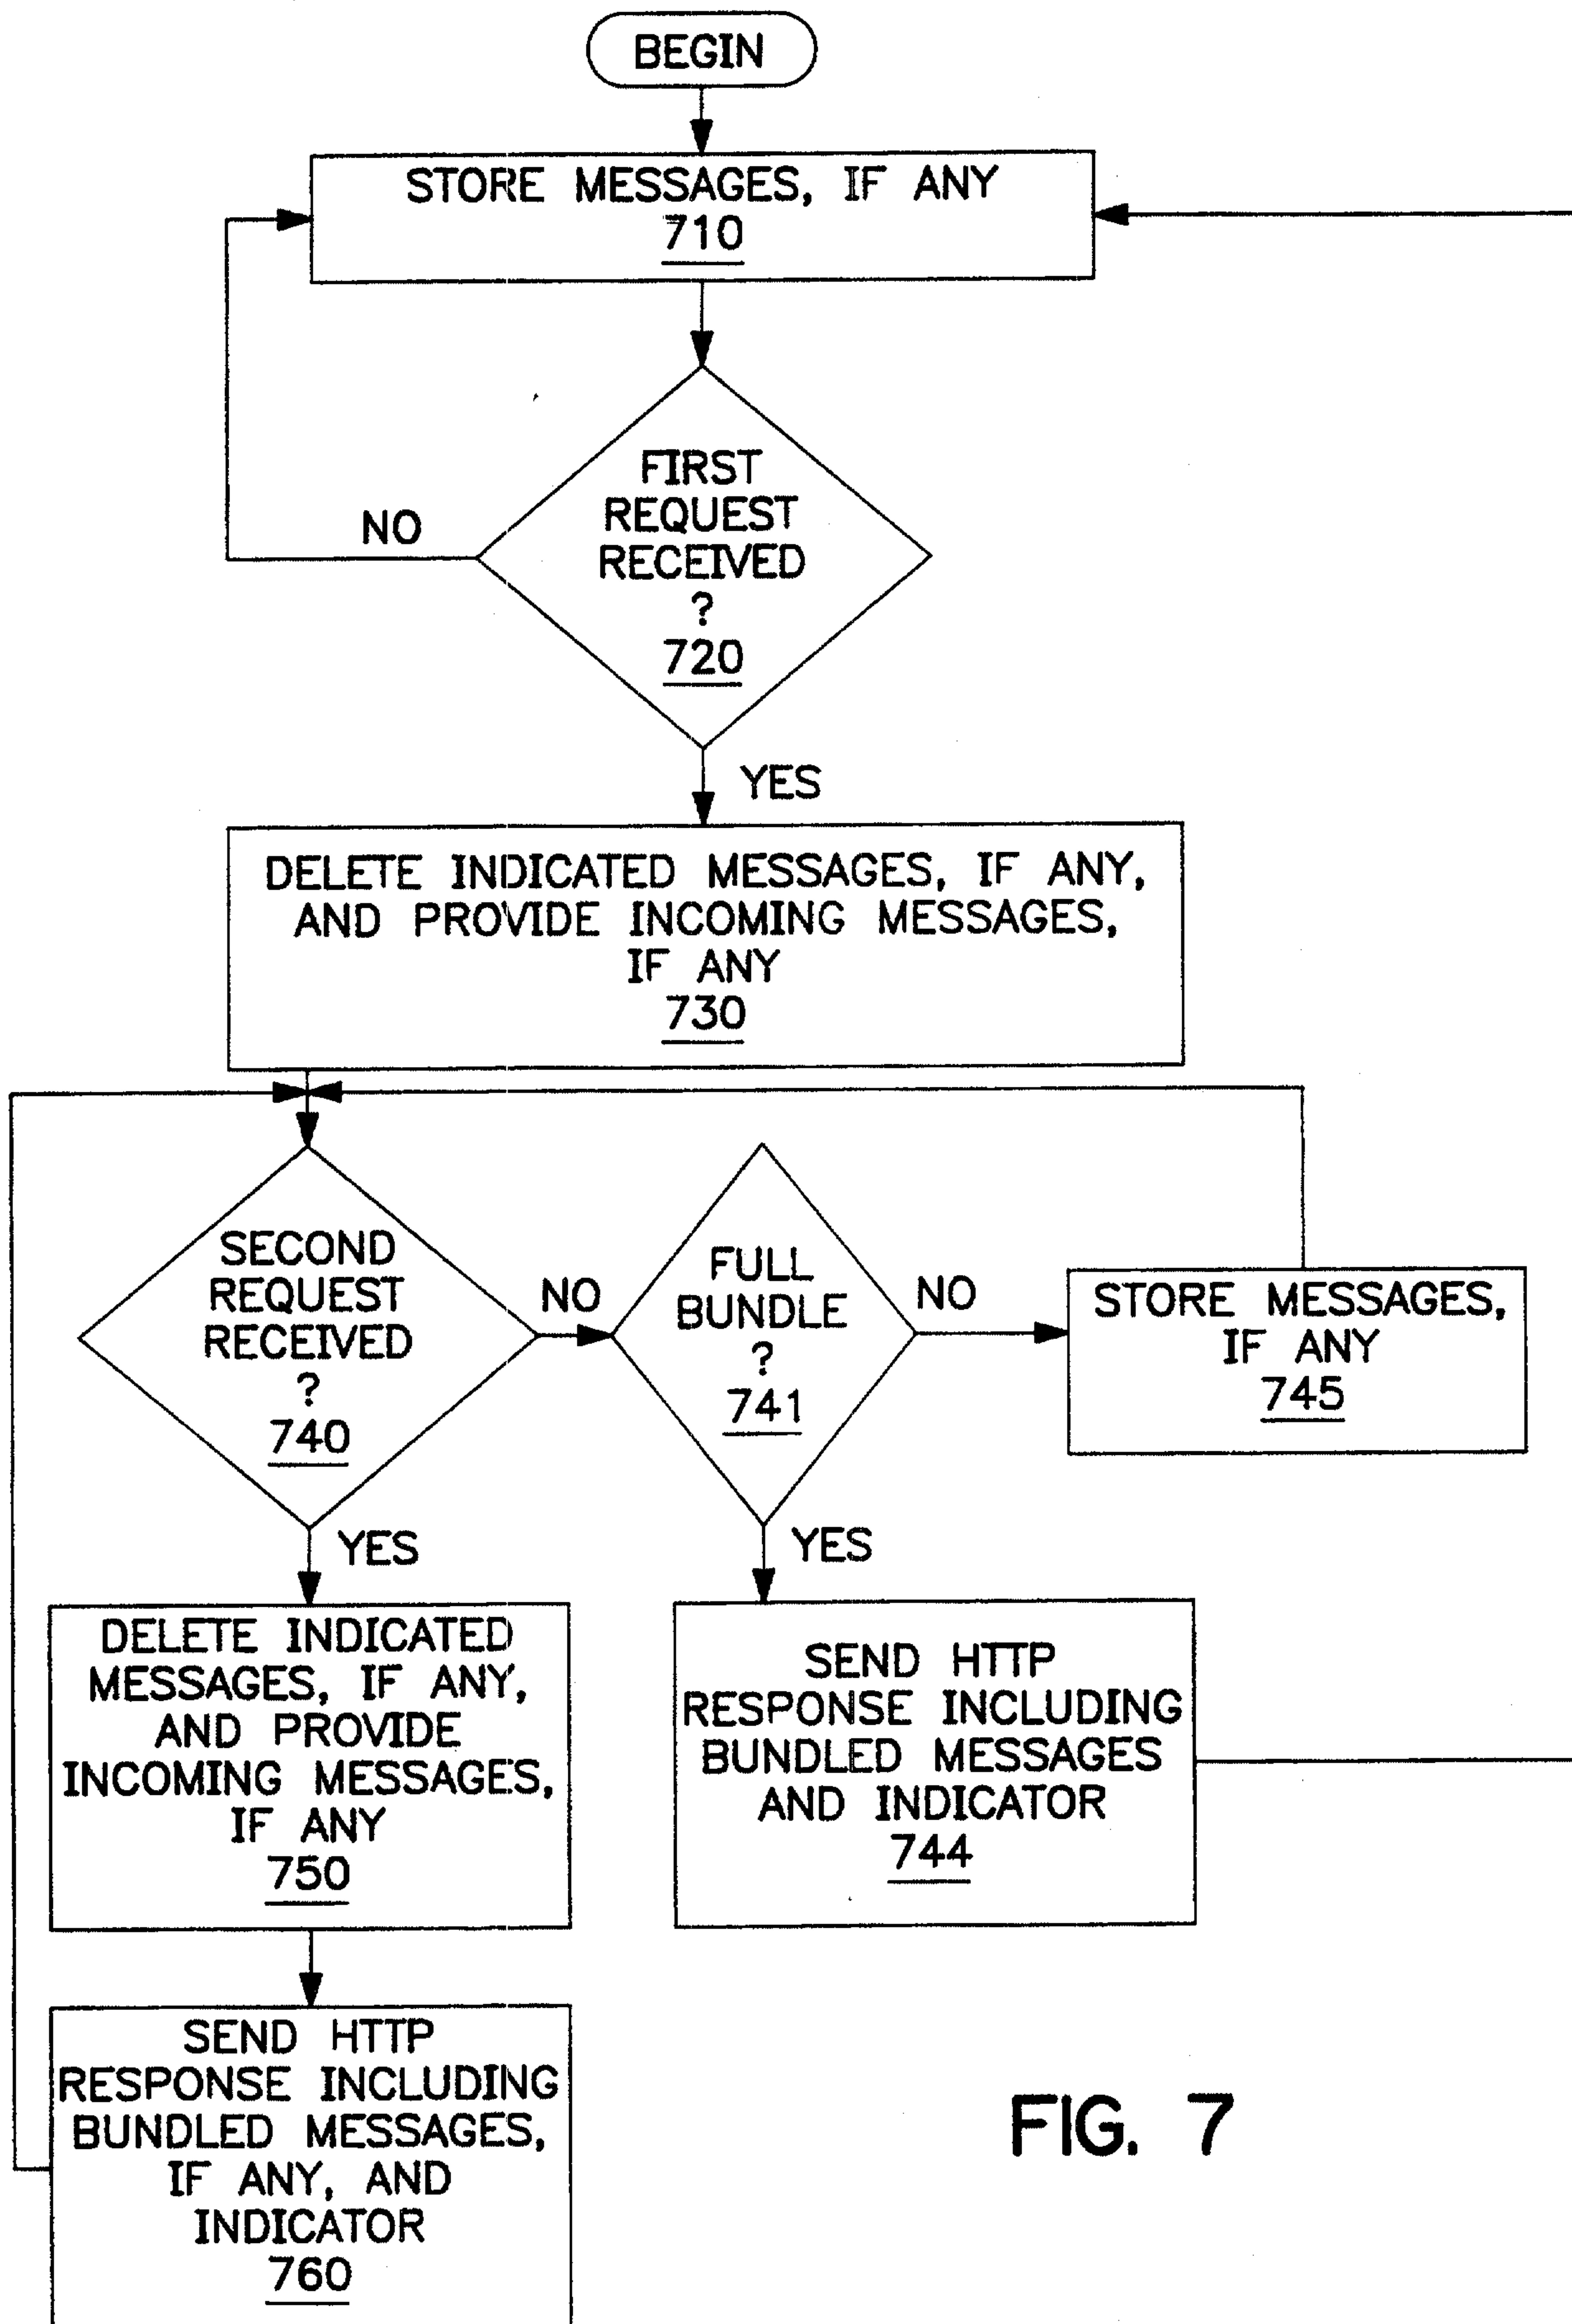 BEGIN
STORE MESSAGES, IF ANY
710
FIRST
REQUEST
RECEIVED
?
720
NO
YES
DELETE INDICATED MESSAGES, IF ANY,
AND PROVIDE INCOMING MESSAGES,
IF ANY
730
SECOND
REQUEST
RECEIVED
?
740
NO
YES
FULL
BUNDLE
?
741
NO
YES
STORE MESSAGES,
IF ANY
745
DELETE INDICATED
MESSAGES, IF ANY,
AND PROVIDE
INCOMING MESSAGES,
IF ANY
750
SEND HTTP
RESPONSE INCLUDING
BUNDLED MESSAGES
AND INDICATOR
744
SEND HTTP
RESPONSE INCLUDING
BUNDLED MESSAGES,
IF ANY, AND
INDICATOR
760
FIG. 7